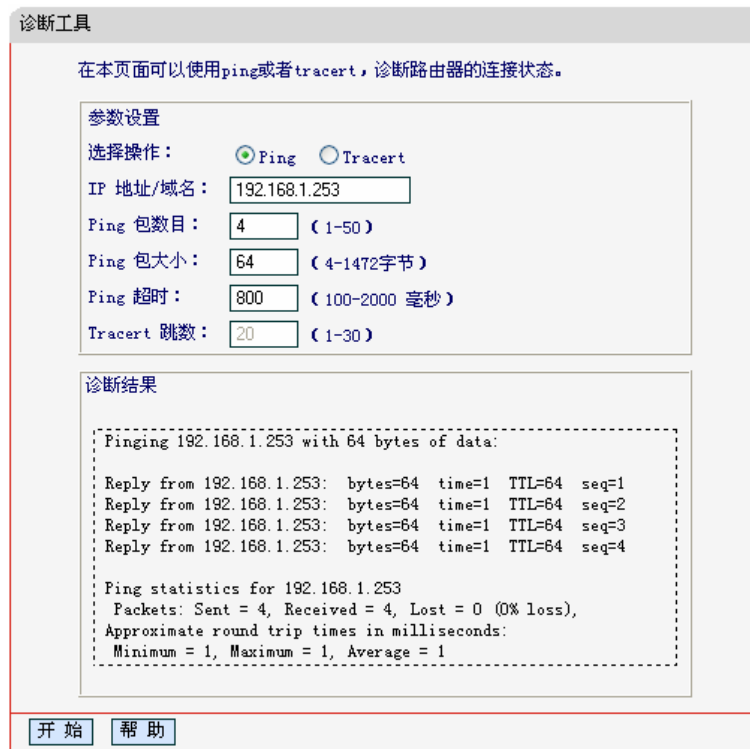 诊断工具
在本页面可以使用ping或者tracert，诊断路由器的连接状态。
参数设置
选择操作： Ping Tracert
IP 地址/域名： 192.168.1.253
Ping 包数目： 4 （1-50）
Ping 包大小： 64 （4-1472字节）
Ping 超时： 800 （100-2000 毫秒）
Tracert 跳数： 20 （1-30）
诊断结果
Pinging 192.168.1.253 with 64 bytes of data:
Reply from 192.168.1.253: bytes=64 time=1 TTL=64 seq=1
Reply from 192.168.1.253: bytes=64 time=1 TTL=64 seq=2
Reply from 192.168.1.253: bytes=64 time=1 TTL=64 seq=3
Reply from 192.168.1.253: bytes=64 time=1 TTL=64 seq=4
Ping statistics for 192.168.1.253
Packets: Sent = 4, Received = 4, Lost = 0 (0% loss),
Approximate round trip times in milliseconds:
Minimum = 1, Maximum = 1, Average = 1
开 始 帮 助